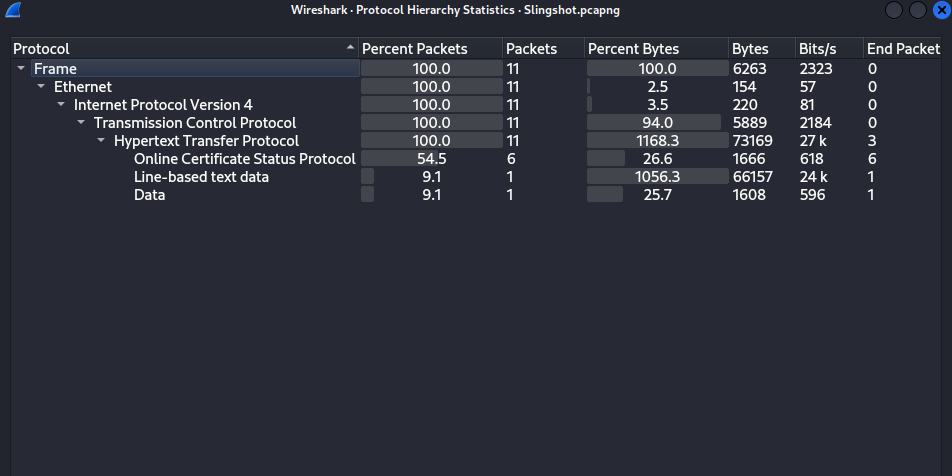 Wireshark · Protocol Hierarchy Statistics · Slingshot.pcapng
Protocol Percent Packets Packets Percent Bytes Bytes Bits/s End Packet
Frame 100.0 11 100.0 6263 2323 0
Ethernet 100.0 11 2.5 154 57 0
Internet Protocol Version 4 100.0 11 3.5 220 81 0
Transmission Control Protocol 100.0 11 94.0 5889 2184 0
Hypertext Transfer Protocol 100.0 11 1168.3 73169 27 k 3
Online Certificate Status Protocol 54.5 6 26.6 1666 618 6
Line-based text data 9.1 1 1056.3 66157 24 k 1
Data 9.1 1 25.7 1608 596 1